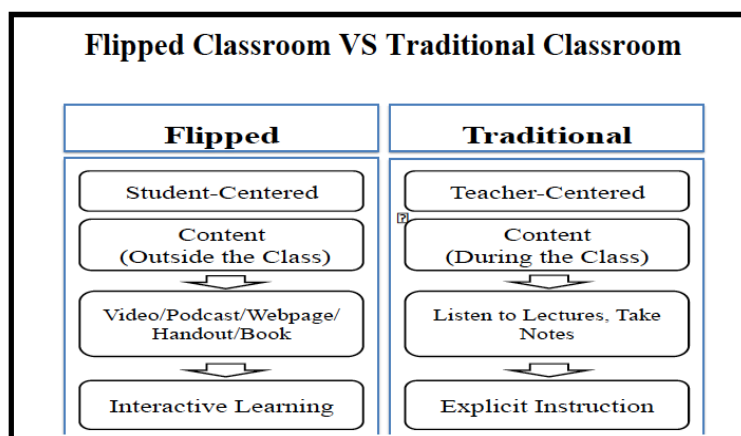 Flipped Classroom VS Traditional Classroom
Flipped
Student-Centered
Content
(Outside the Class)
Video/Podcast/Webpage/
Handout/Book
Interactive Learning
Traditional
Teacher-Centered
?
Content
(During the Class)
Listen to Lectures, Take
Notes
Explicit Instruction